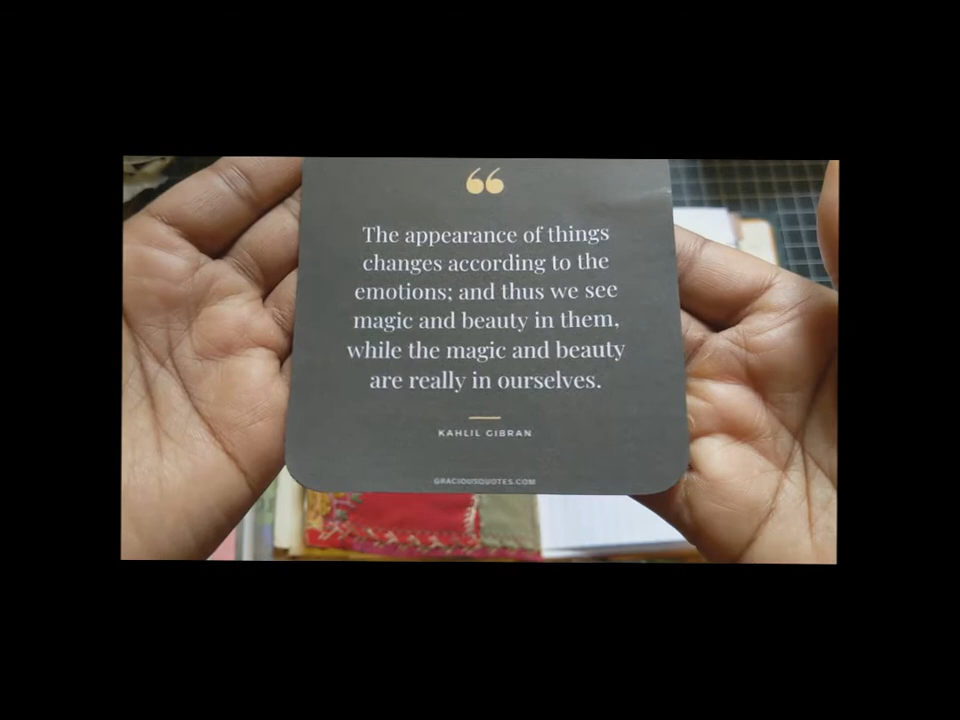 “
The appearance of things
changes according to the
emotions; and thus we see
magic and beauty in them,
while the magic and beauty
are really in ourselves.
KAHLIL GIBRAN
GRACIOUSQUOTES.COM